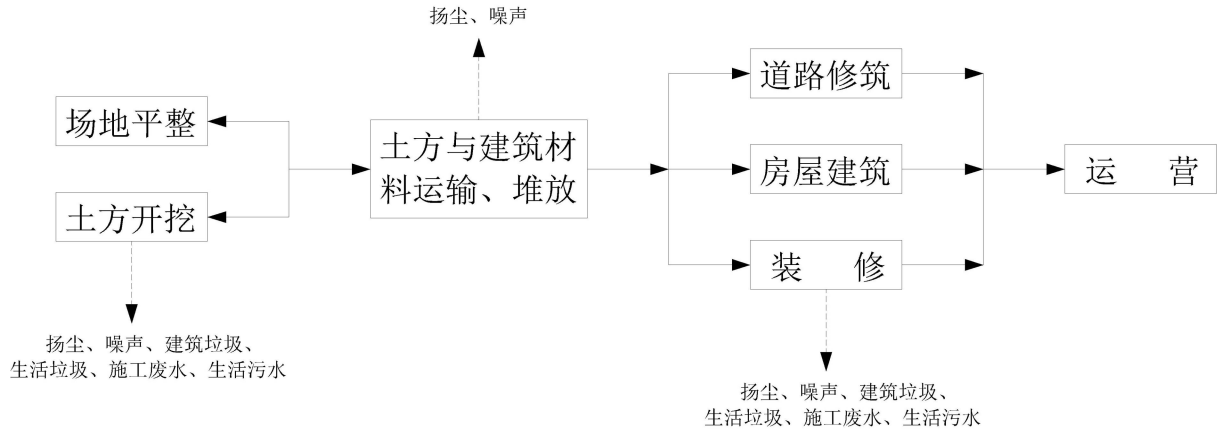 扬尘、噪声
场地平整
土方开挖
扬尘、噪声、建筑垃圾、
生活垃圾、施工废水、生活污水
土方与建筑材
料运输、堆放
道路修筑
房屋建筑
装 修
扬尘、噪声、建筑垃圾、
生活垃圾、施工废水、生活污水
运 营